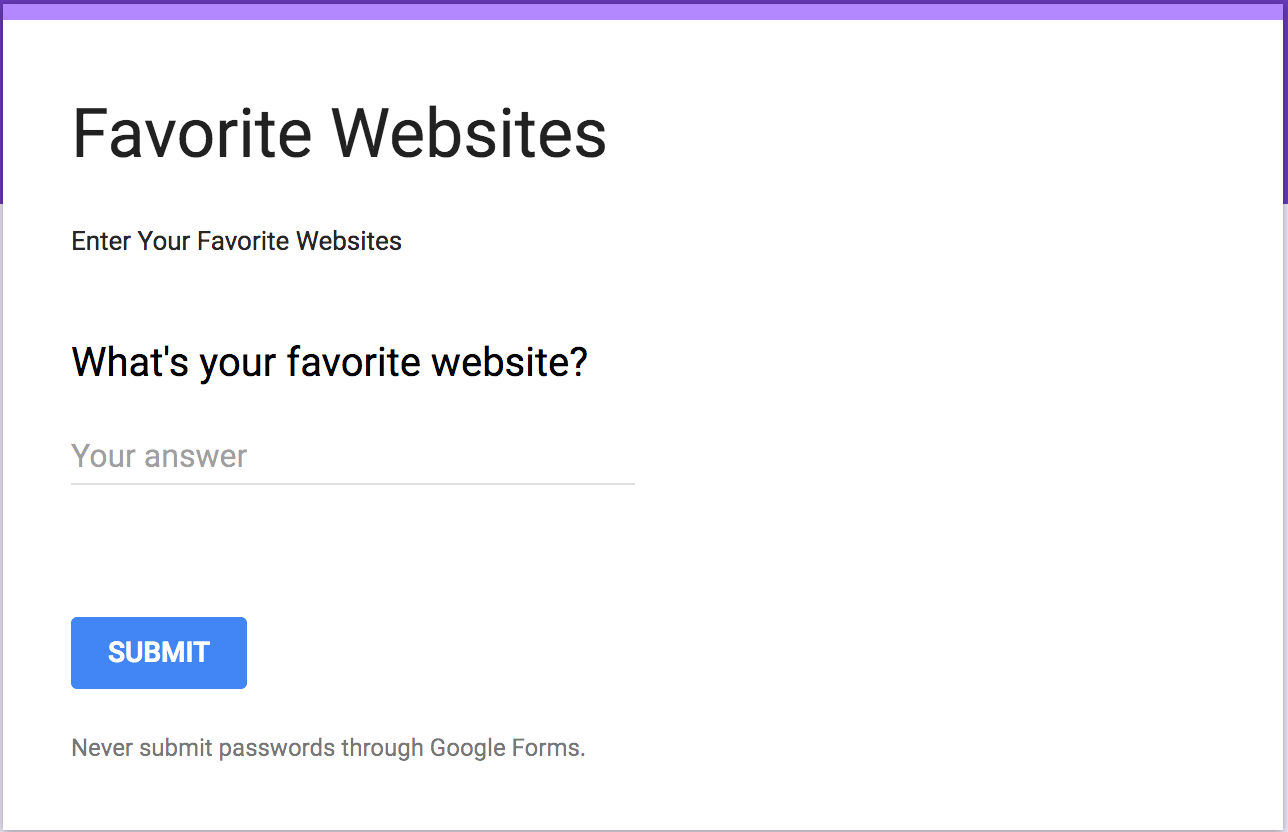 Favorite Websites
Enter Your Favorite Websites
What's your favorite website?
Your answer
SUBMIT
Never submit passwords through Google Forms.